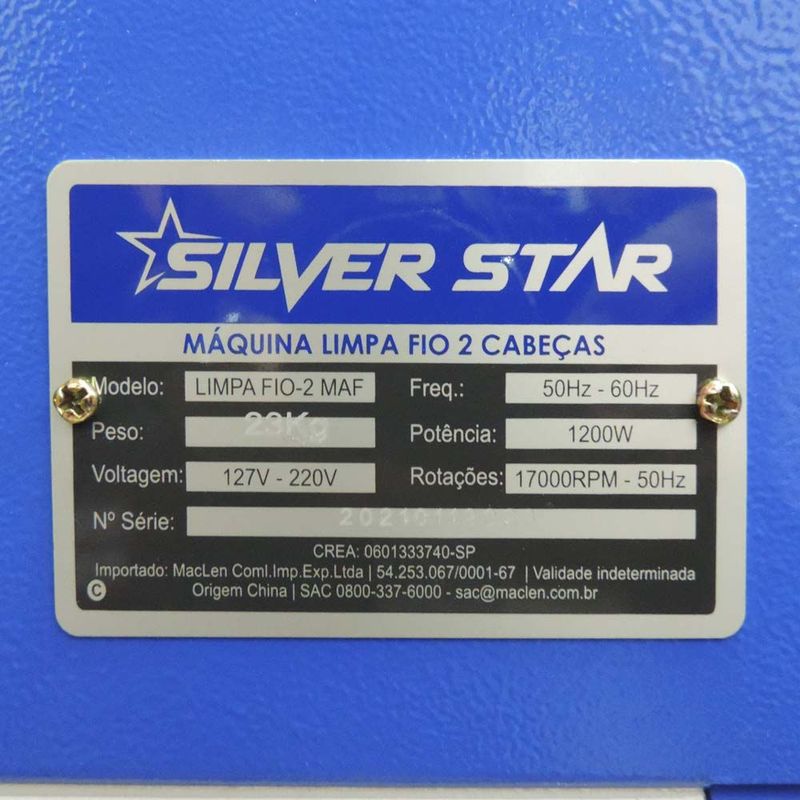 SILVER STAR
MÁQUINA LIMPA FIO 2 CABEÇAS
Modelo: LIMPA FIO-2 MAF Freq.: 50Hz - 60Hz
Peso: 23Kg Potência: 1200W
Voltagem: 127V - 220V Rotações: 17000RPM - 50Hz
Nº Série:
CREA: 0601333740-SP
Importado: MacLen Coml.Imp.Exp.Ltda | 54.253.067/0001-67 | Validade indeterminada
© Origem China | SAC 0800-337-6000 - sac@maclen.com.br